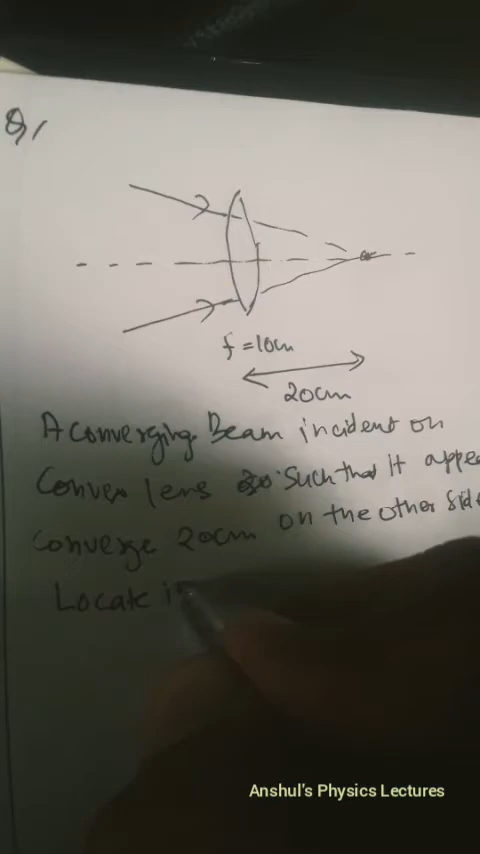 Q1
f = 10cm
20cm
A converging Beam incident on
Convex lens Such that it appe
converge 20cm on the other Sid
Locate i
Anshul's Physics Lectures